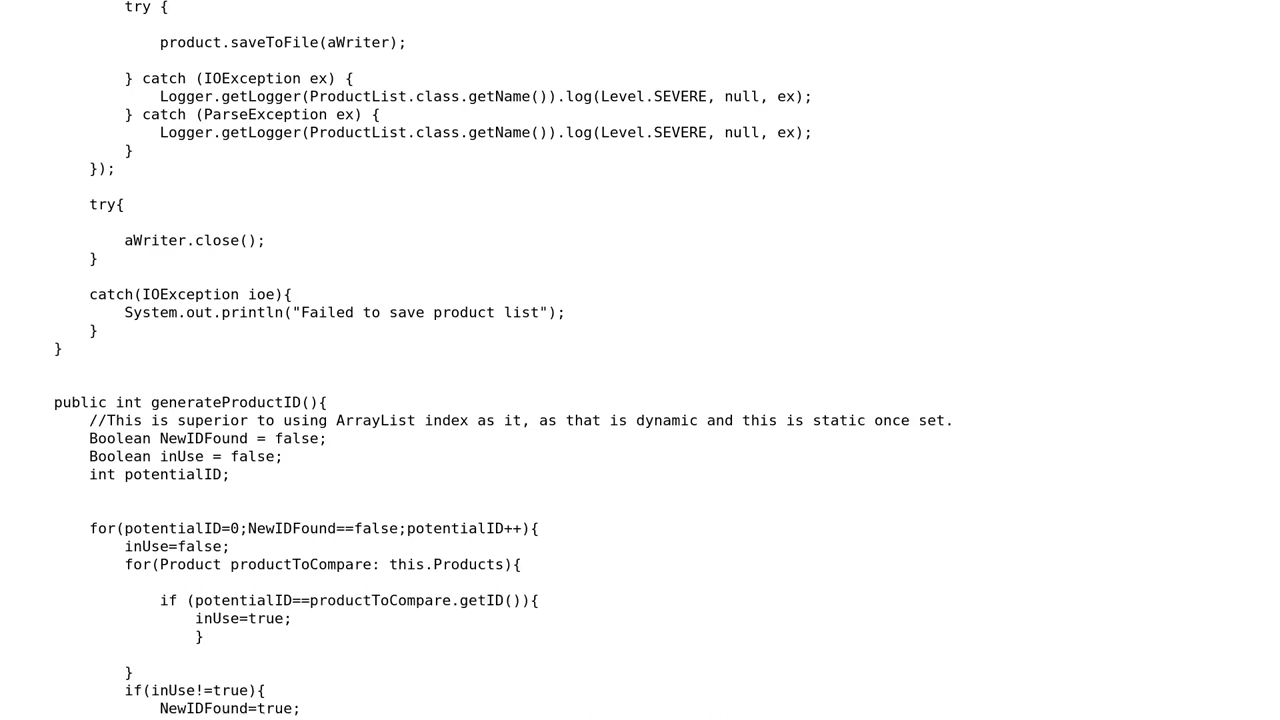 try {
product.saveToFile(aWriter);
} catch (IOException ex) {
Logger.getLogger(ProductList.class.getName()).log(Level.SEVERE, null, ex);
} catch (ParseException ex) {
Logger.getLogger(ProductList.class.getName()).log(Level.SEVERE, null, ex);
}
});
try{
aWriter.close();
}
catch(IOException ioe){
System.out.println("Failed to save product list");
}
}
public int generateProductID(){
//This is superior to using ArrayList index as it, as that is dynamic and this is static once set.
Boolean NewIDFound = false;
Boolean inUse = false;
int potentialID;
for(potentialID=0;NewIDFound==false;potentialID++){
inUse=false;
for(Product productToCompare: this.Products){
if (potentialID==productToCompare.getID()){
inUse=true;
}
}
if(inUse!=true){
NewIDFound=true;